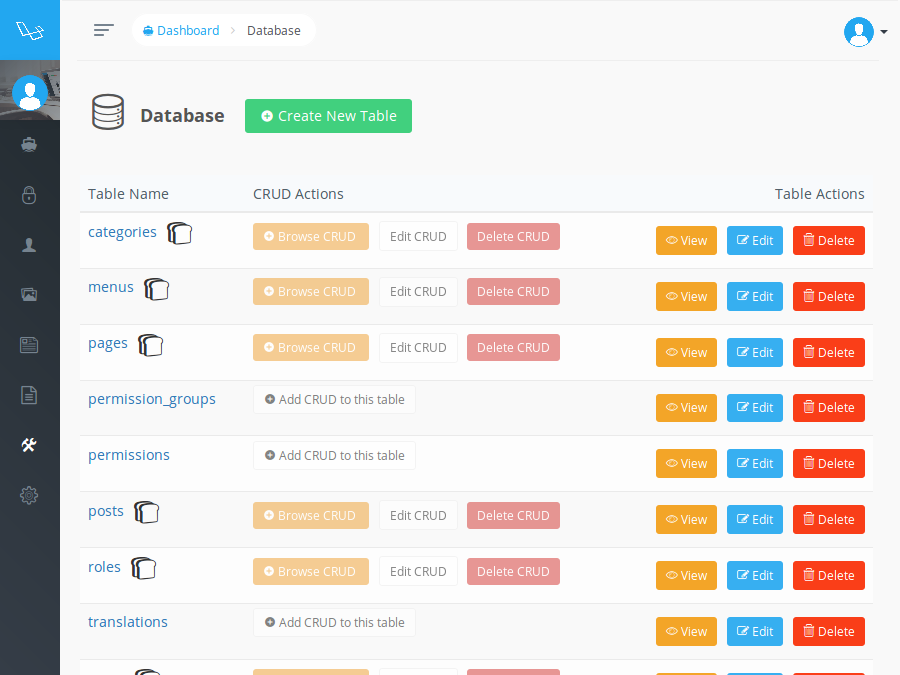 Dashboard > Database
Database Create New Table
Table Name CRUD Actions Table Actions
categories Browse CRUD Edit CRUD Delete CRUD View Edit Delete
menus Browse CRUD Edit CRUD Delete CRUD View Edit Delete
pages Browse CRUD Edit CRUD Delete CRUD View Edit Delete
permission_groups Add CRUD to this table View Edit Delete
permissions Add CRUD to this table View Edit Delete
posts Browse CRUD Edit CRUD Delete CRUD View Edit Delete
roles Browse CRUD Edit CRUD Delete CRUD View Edit Delete
translations Add CRUD to this table View Edit Delete